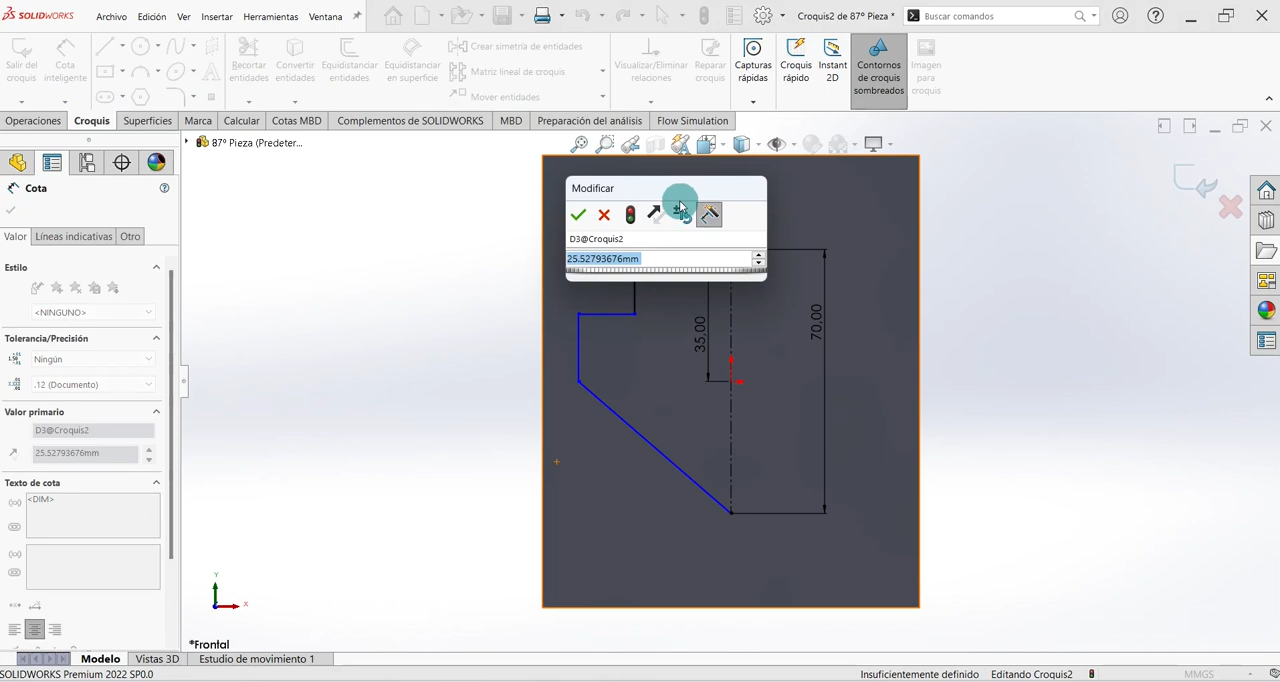 SOLIDWORKS
Archivo Edición Ver Insertar Herramientas Ventana
Croquis2 de 87º Pieza *
Buscar comandos
Salir del croquis
Cota inteligente
Recortar entidades
Convertir entidades
Equidistanciar entidades
Equidistanciar en superficie
Crear simetría de entidades
Matriz lineal de croquis
Mover entidades
Visualizar/Eliminar relaciones
Reparar croquis
Capturas rápidas
Croquis rápido
Instant 2D
Contornos de croquis sombreados
Imagen para croquis
Operaciones Croquis Superficies Marca Calcular Cotas MBD Complementos de SOLIDWORKS MBD Preparación del análisis Flow Simulation
87º Pieza (Predeter...
Cota
Valor Líneas indicativas Otro
Estilo
<NINGUNO>
Tolerancia/Precisión
Ningún
.12 (Documento)
Valor primario
D3@Croquis2
25.52793676mm
Texto de cota
<DIM>
Modificar
D3@Croquis2
25.52793676mm
35,00
70,00
Y
X
*Frontal
Modelo Vistas 3D Estudio de movimiento 1
SOLIDWORKS Premium 2022 SP0.0
Insuficientemente definido Editando Croquis2 MMGS